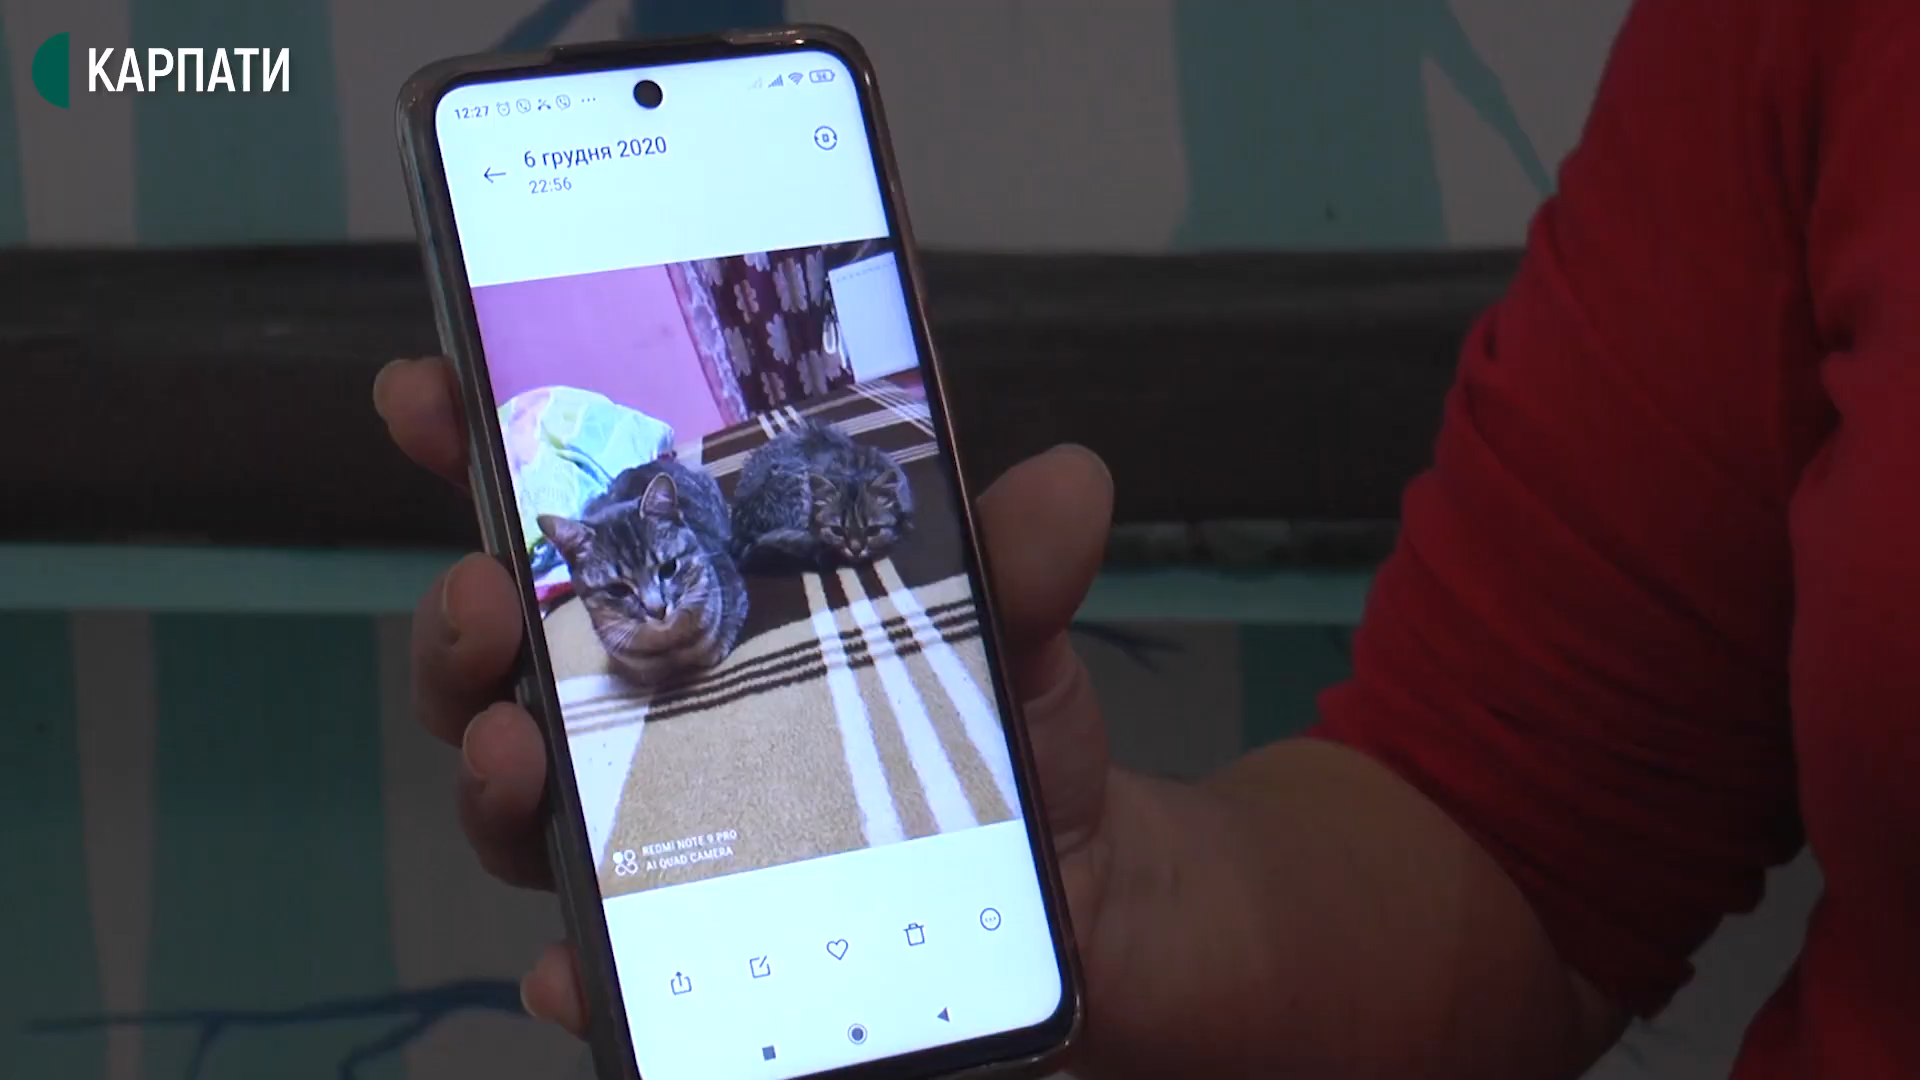 КАРПАТИ
12:27
6 грудня 2020
22:56
REDMI NOTE 9 PRO
AI QUAD CAMERA